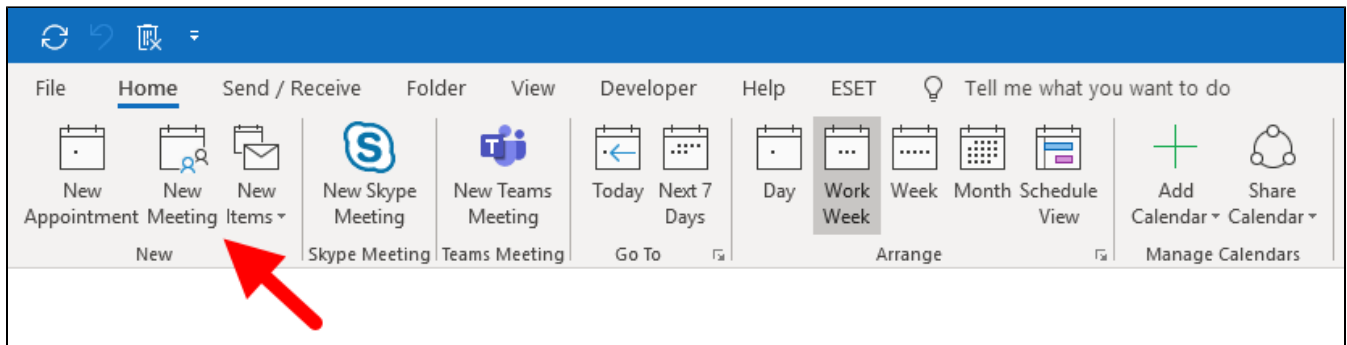 File Home Send / Receive Folder View Developer Help ESET Tell me what you want to do
New New New New Skype New Teams Today Next 7 Day Work Week Month Schedule Add Share
Appointment Meeting Items Meeting Meeting Days Week View Calendar Calendar
New Skype Meeting Teams Meeting Go To Arrange Manage Calendars